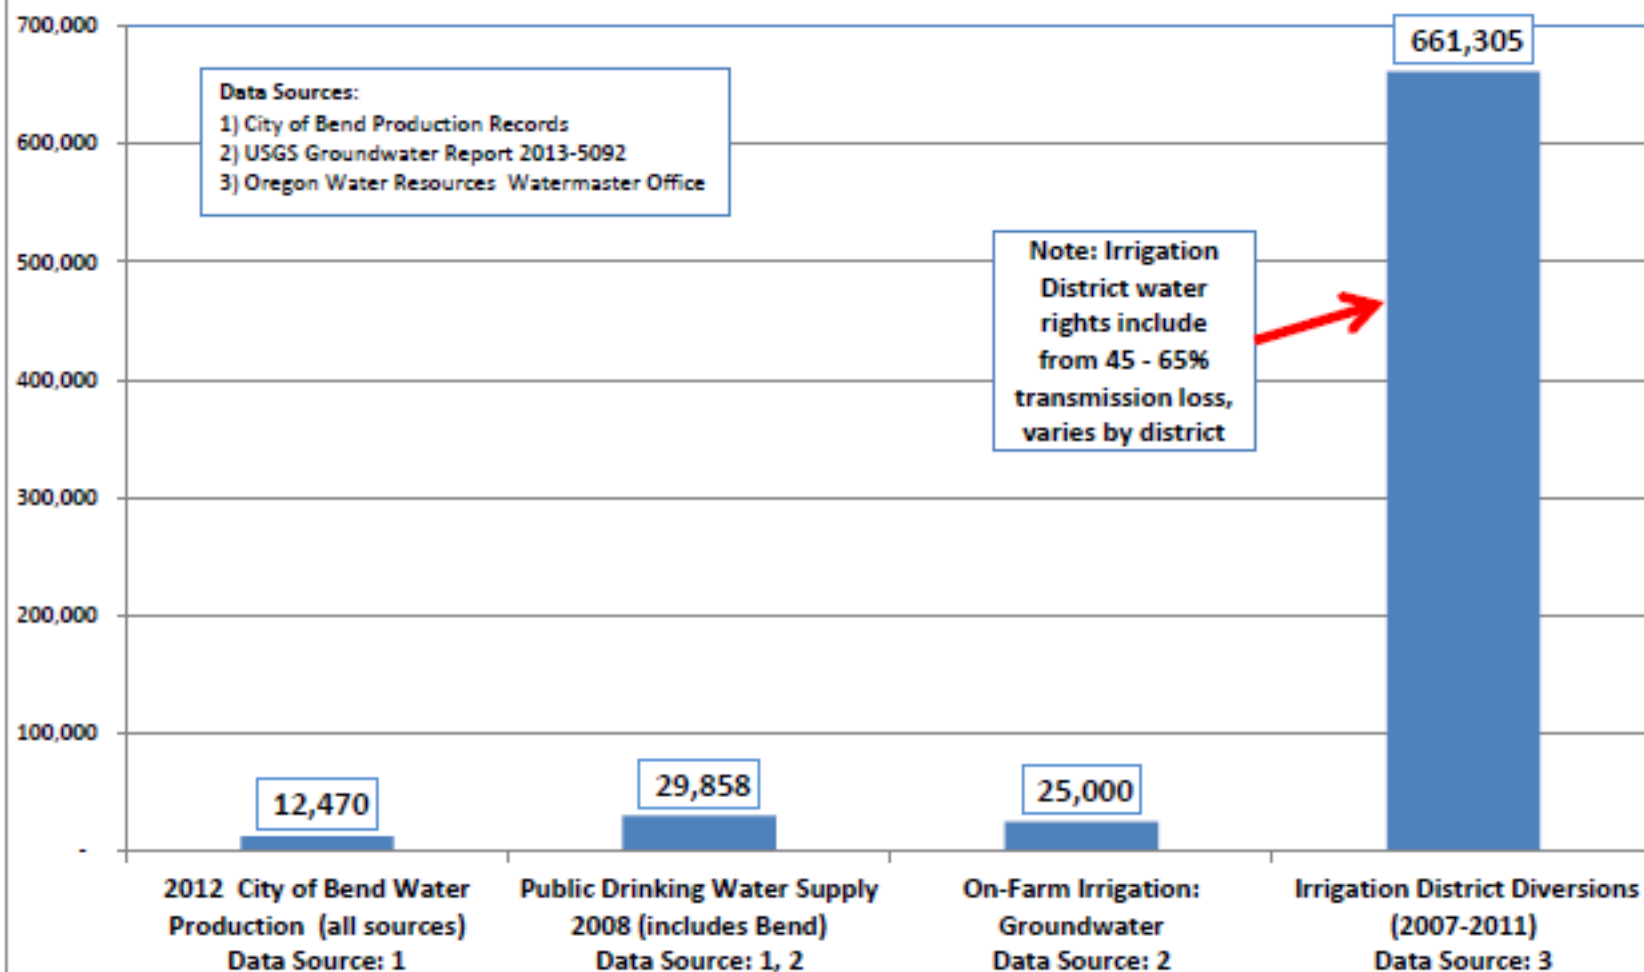 700,000
600,000
500,000
400,000
300,000
200,000
100,000
-
Data Sources:
1) City of Bend Production Records
2) USGS Groundwater Report 2013-5092
3) Oregon Water Resources Watermaster Office
Note: Irrigation
District water
rights include
from 45 - 65%
transmission loss,
varies by district
12,470
29,858
25,000
661,305
2012 City of Bend Water
Production (all sources)
Data Source: 1
Public Drinking Water Supply
2008 (includes Bend)
Data Source: 1, 2
On-Farm Irrigation:
Groundwater
Data Source: 2
Irrigation District Diversions
(2007-2011)
Data Source: 3